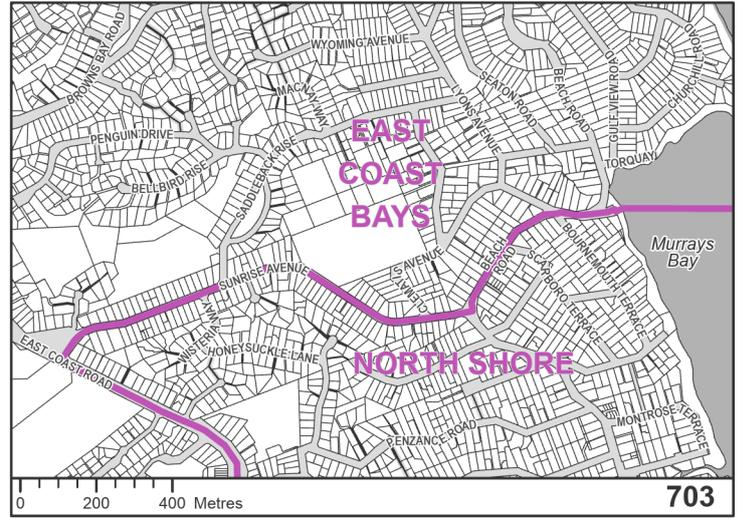 WYOMING AVENUE
BROWNS BAY ROAD
MACNAY WAY
LYONS AVENUE
SEATON ROAD
BEACH ROAD
GULF VIEW ROAD
CHURCHILL ROAD
PENGUIN DRIVE
BELLBIRD RISE
SADDLEBACK RISE
TORQUAY
EAST
COAST
BAYS
Murrays
Bay
SUNRISE AVENUE
CLEMATIS AVENUE
BEACH
ROAD
SCARBORO TERRACE
BOURNEMOUTH TERRACE
WISTERIA WAY
HONEYSUCKLE LANE
EAST COAST ROAD
NORTH SHORE
PENZANCE ROAD
MONTROSE TERRACE
0 200 400 Metres
703